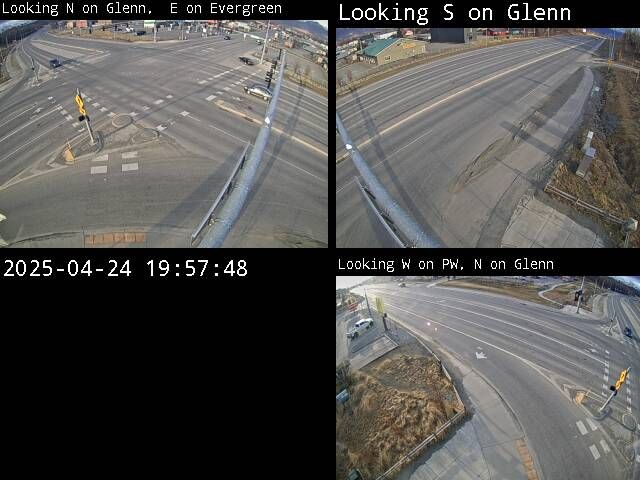 Looking N on Glenn,  E on Evergreen
Looking S on Glenn
2025-04-24 19:57:48
Looking W on PW, N on Glenn